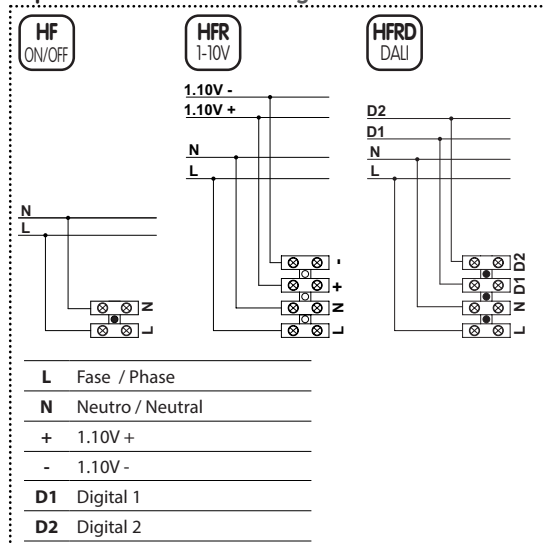 HF
ON/OFF
HFR
1-10V
HFRD
DALI
N
L
N
L
1.10V -
1.10V +
N
L
-
+
N
L
D2
D1
N
L
D2
D1
N
L
L Fase / Phase
N Neutro / Neutral
+ 1.10V +
- 1.10V -
D1 Digital 1
D2 Digital 2